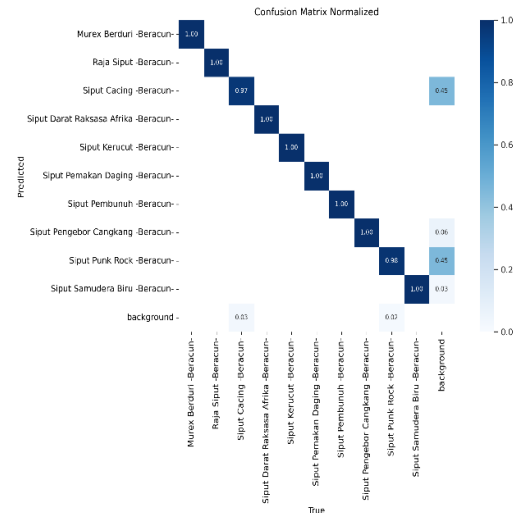 Confusion Matrix Normalized
Murex Berduri -Beracun-
1.00
Raja Siput -Beracun-
1.00
Siput Cacing -Beracun-
0.97
0.45
Siput Darat Raksasa Afrika -Beracun-
1.00
Siput Kerucut -Beracun-
1.00
Siput Pemakan Daging -Beracun-
1.00
Siput Pembunuh -Beracun-
1.00
Siput Pengebor Cangkang -Beracun-
1.00
0.06
Siput Punk Rock -Beracun-
0.98
0.45
Siput Samudera Biru -Beracun-
1.00
0.03
background
0.03
0.02
Predicted
Murex Berduri -Beracun-
Raja Siput -Beracun-
Siput Cacing -Beracun-
Siput Darat Raksasa Afrika -Beracun-
Siput Kerucut -Beracun-
Siput Pemakan Daging -Beracun-
Siput Pembunuh -Beracun-
Siput Pengebor Cangkang -Beracun-
Siput Punk Rock -Beracun-
Siput Samudera Biru -Beracun-
background
True
1.0
0.8
0.6
0.4
0.2
0.0